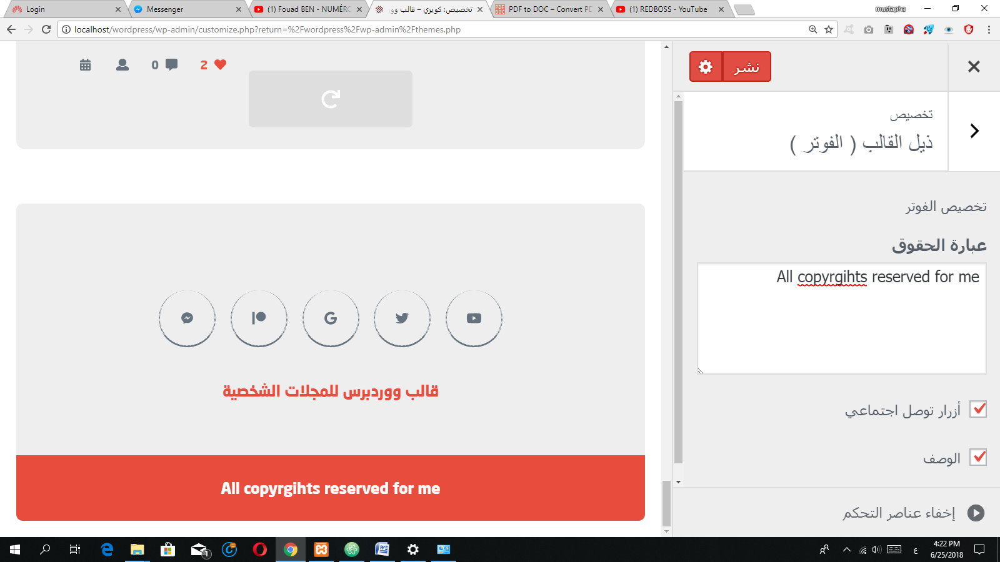 Login
Messenger
(1) Fouad BEN - NUMÉRO
تخصيص: كويري – قالب وور
PDF to DOC – Convert PD
(1) REDBOSS - YouTube
mustapha
localhost/wordpress/wp-admin/customize.php?return=%2Fwordpress%2Fwp-admin%2Fthemes.php
0
2
نشر
تخصيص
ذيل القالب ( الفوتر )
تخصيص الفوتر
عبارة الحقوق
All copyrgihts reserved for me
أزرار توصل اجتماعي
الوصف
إخفاء عناصر التحكم
قالب ووردبرس للمجلات الشخصية
All copyrgihts reserved for me
1
ع
4:22 PM
6/25/2018